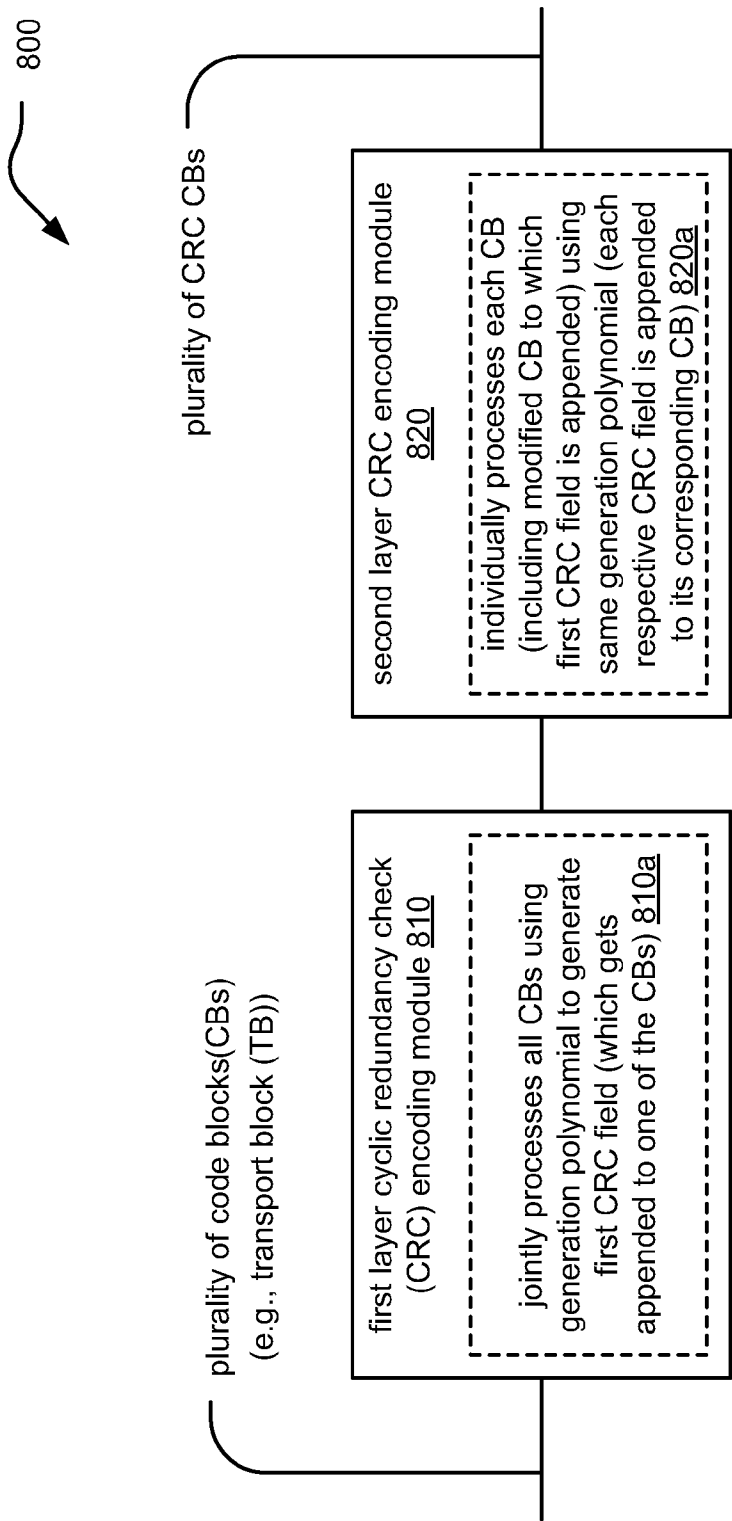 800
plurality of code blocks(CBs)
(e.g., transport block (TB))
first layer cyclic redundancy check
(CRC) encoding module 810
jointly processes all CBs using
generation polynomial to generate
first CRC field (which gets
appended to one of the CBs) 810a
plurality of CRC CBs
second layer CRC encoding module
820
individually processes each CB
(including modified CB to which
first CRC field is appended) using
same generation polynomial (each
respective CRC field is appended
to its corresponding CB) 820a